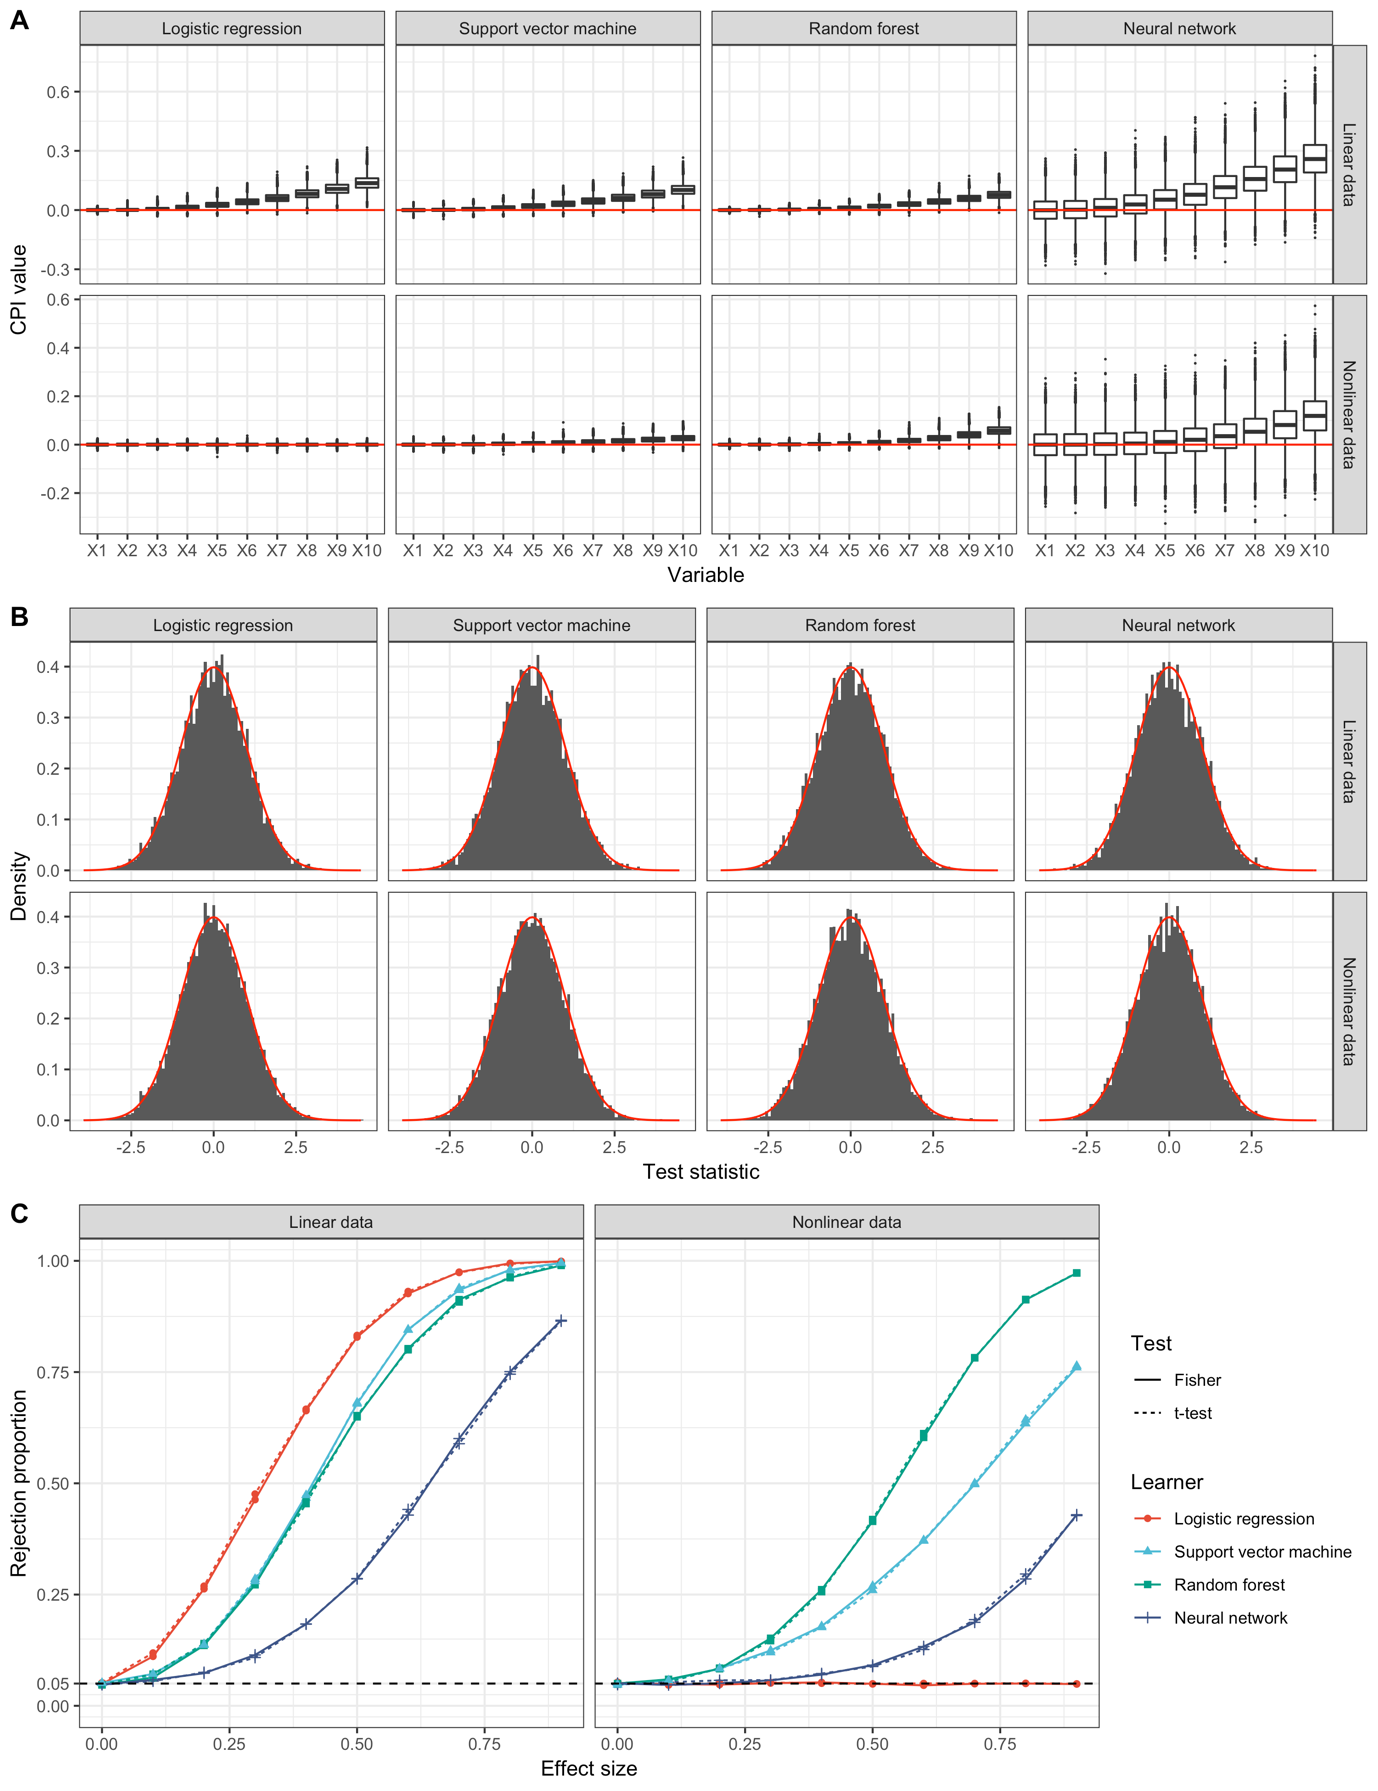 A
Logistic regression
Support vector machine
Random forest
Neural network
CPI value
0.6
0.3
0.0
-0.3
Linear data
0.6
0.4
0.2
0.0
-0.2
Nonlinear data
X1 X2 X3 X4 X5 X6 X7 X8 X9 X10
X1 X2 X3 X4 X5 X6 X7 X8 X9 X10
X1 X2 X3 X4 X5 X6 X7 X8 X9 X10
X1 X2 X3 X4 X5 X6 X7 X8 X9 X10
Variable
B
Logistic regression
Support vector machine
Random forest
Neural network
Density
0.4
0.3
0.2
0.1
0.0
Linear data
0.4
0.3
0.2
0.1
0.0
Nonlinear data
-2.5 0.0 2.5
-2.5 0.0 2.5
-2.5 0.0 2.5
-2.5 0.0 2.5
Test statistic
C
Linear data
Nonlinear data
Rejection proportion
1.00
0.75
0.50
0.25
0.05
0.00
0.00 0.25 0.50 0.75
0.00 0.25 0.50 0.75
Effect size
Test
Fisher
t-test
Learner
Logistic regression
Support vector machine
Random forest
Neural network